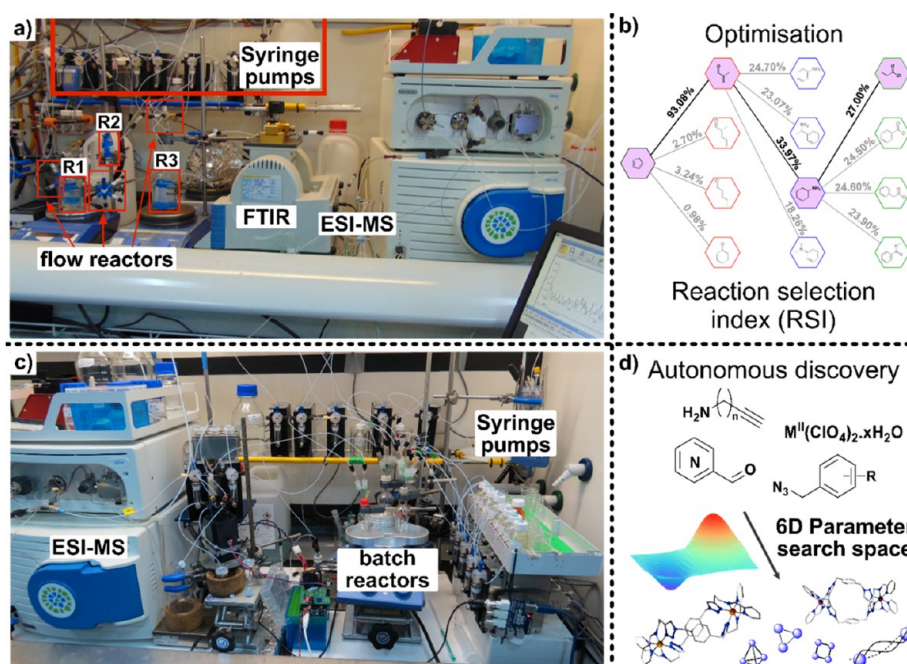 a)
Syringe
pumps
R2
R1
R3
FTIR
ESI-MS
flow reactors
b)
Optimisation
93.08%
2.70%
3.24%
0.98%
24.70%
23.07%
33.97%
18.26%
27.00%
24.50%
24.60%
23.90%
Reaction selection
index (RSI)
c)
Syringe
pumps
ESI-MS
batch
reactors
d)
Autonomous discovery
H₂N
n
Mᴵᴵ(ClO₄)₂.xH₂O
N
O
N₃
R
6D Parameter
search space